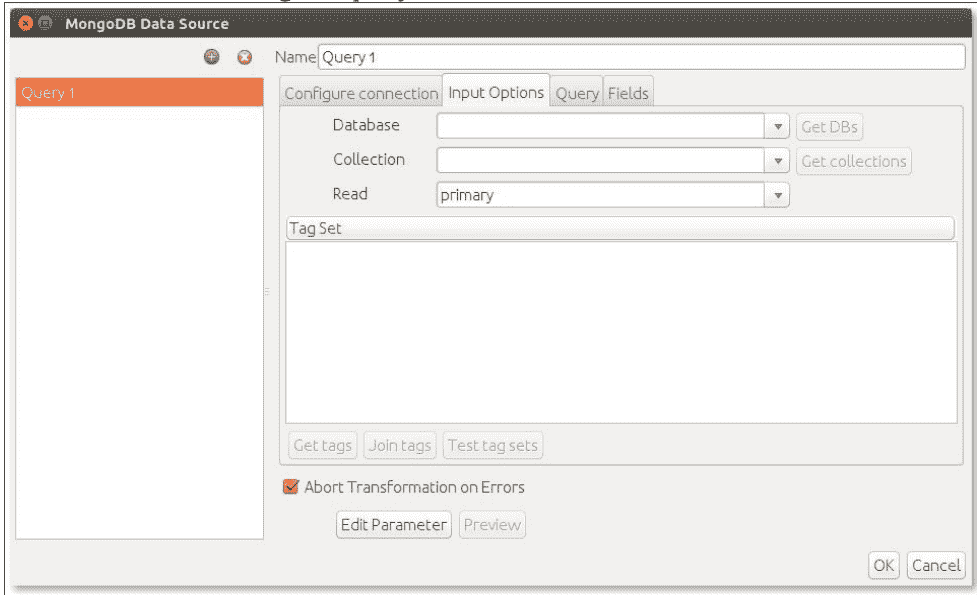 MongoDB Data Source
Name Query 1
Query 1
Configure connection Input Options Query Fields
Database Get DBs
Collection Get collections
Read primary
Tag Set
Get tags Join tags Test tag sets
Abort Transformation on Errors
Edit Parameter Preview
OK Cancel